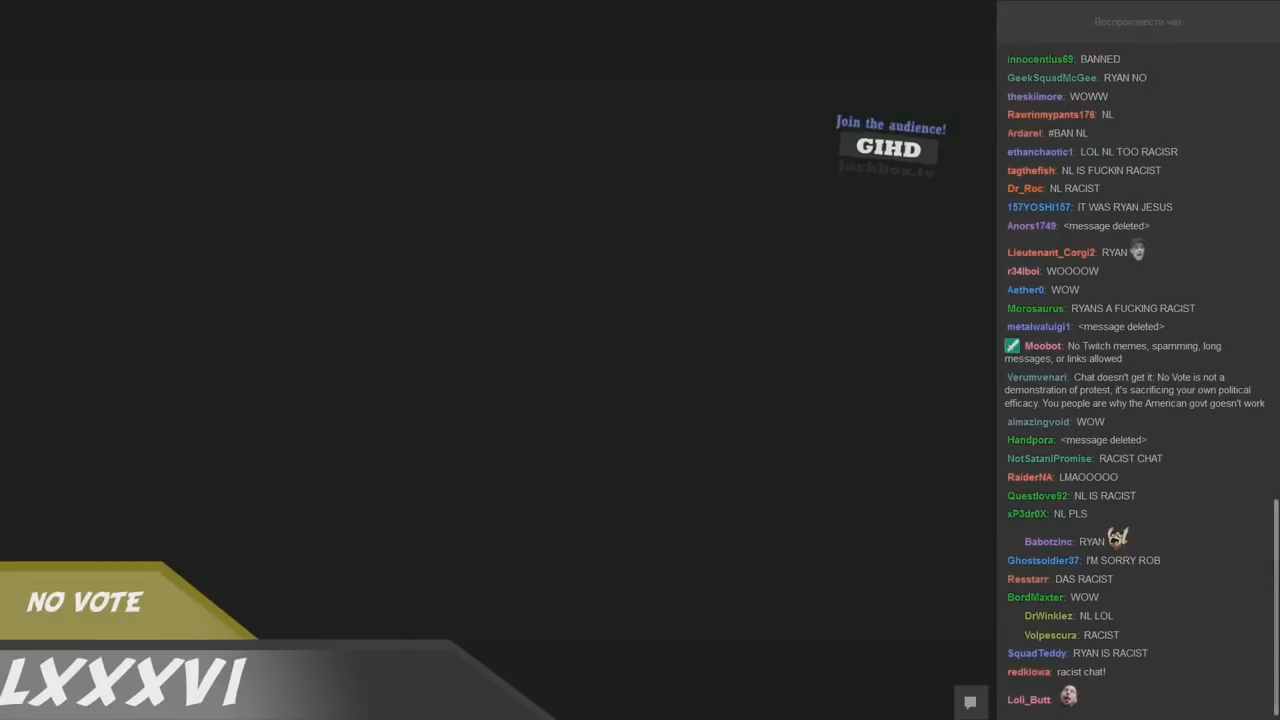 Воспроизвести чат
Join the audience!
GIHD
jackbox.tv
NO VOTE
LXXXVI
innocentius69: BANNED
GeekSquadMcGee: RYAN NO
theskiimore: WOWW
Rawrinmypants176: NL
Ardarel: #BAN NL
ethanchaotic1: LOL NL TOO RACISR
tagthefish: NL IS FUCKIN RACIST
Dr_Roc: NL RACIST
157YOSHI157: IT WAS RYAN JESUS
Anors1749: <message deleted>
Lieutenant_Corgi2: RYAN
r34lboi: WOOOOW
Aether0: WOW
Morosaurus: RYANS A FUCKING RACIST
metalwaluigi1: <message deleted>
Moobot: No Twitch memes, spamming, long
messages, or links allowed
Verumvenari: Chat doesn't get it: No Vote is not a
demonstration of protest, it's sacrificing your own political
efficacy. You people are why the American govt goesn't work
aimazingvoid: WOW
Handpora: <message deleted>
NotSatanIPromise: RACIST CHAT
RaiderNA: LMAOOOOO
Questlove92: NL IS RACIST
xP3dr0X: NL PLS
Babotzinc: RYAN
Ghostsoldier37: I'M SORRY ROB
Resstarr: DAS RACIST
BordMaxter: WOW
DrWinklez: NL LOL
Volpescura: RACIST
SquadTeddy: RYAN IS RACIST
redkiowa: racist chat!
Loli_Butt: